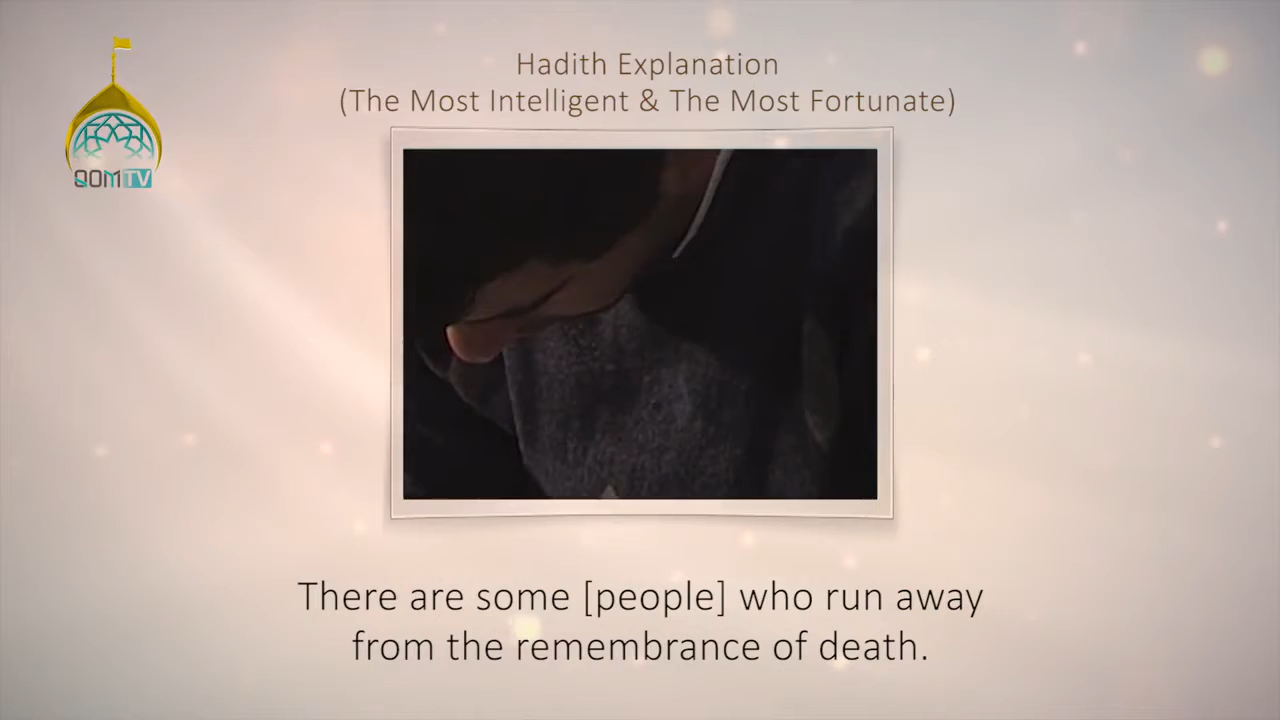 Hadith Explanation
(The Most Intelligent & The Most Fortunate)
QOMTV
There are some [people] who run away
from the remembrance of death.